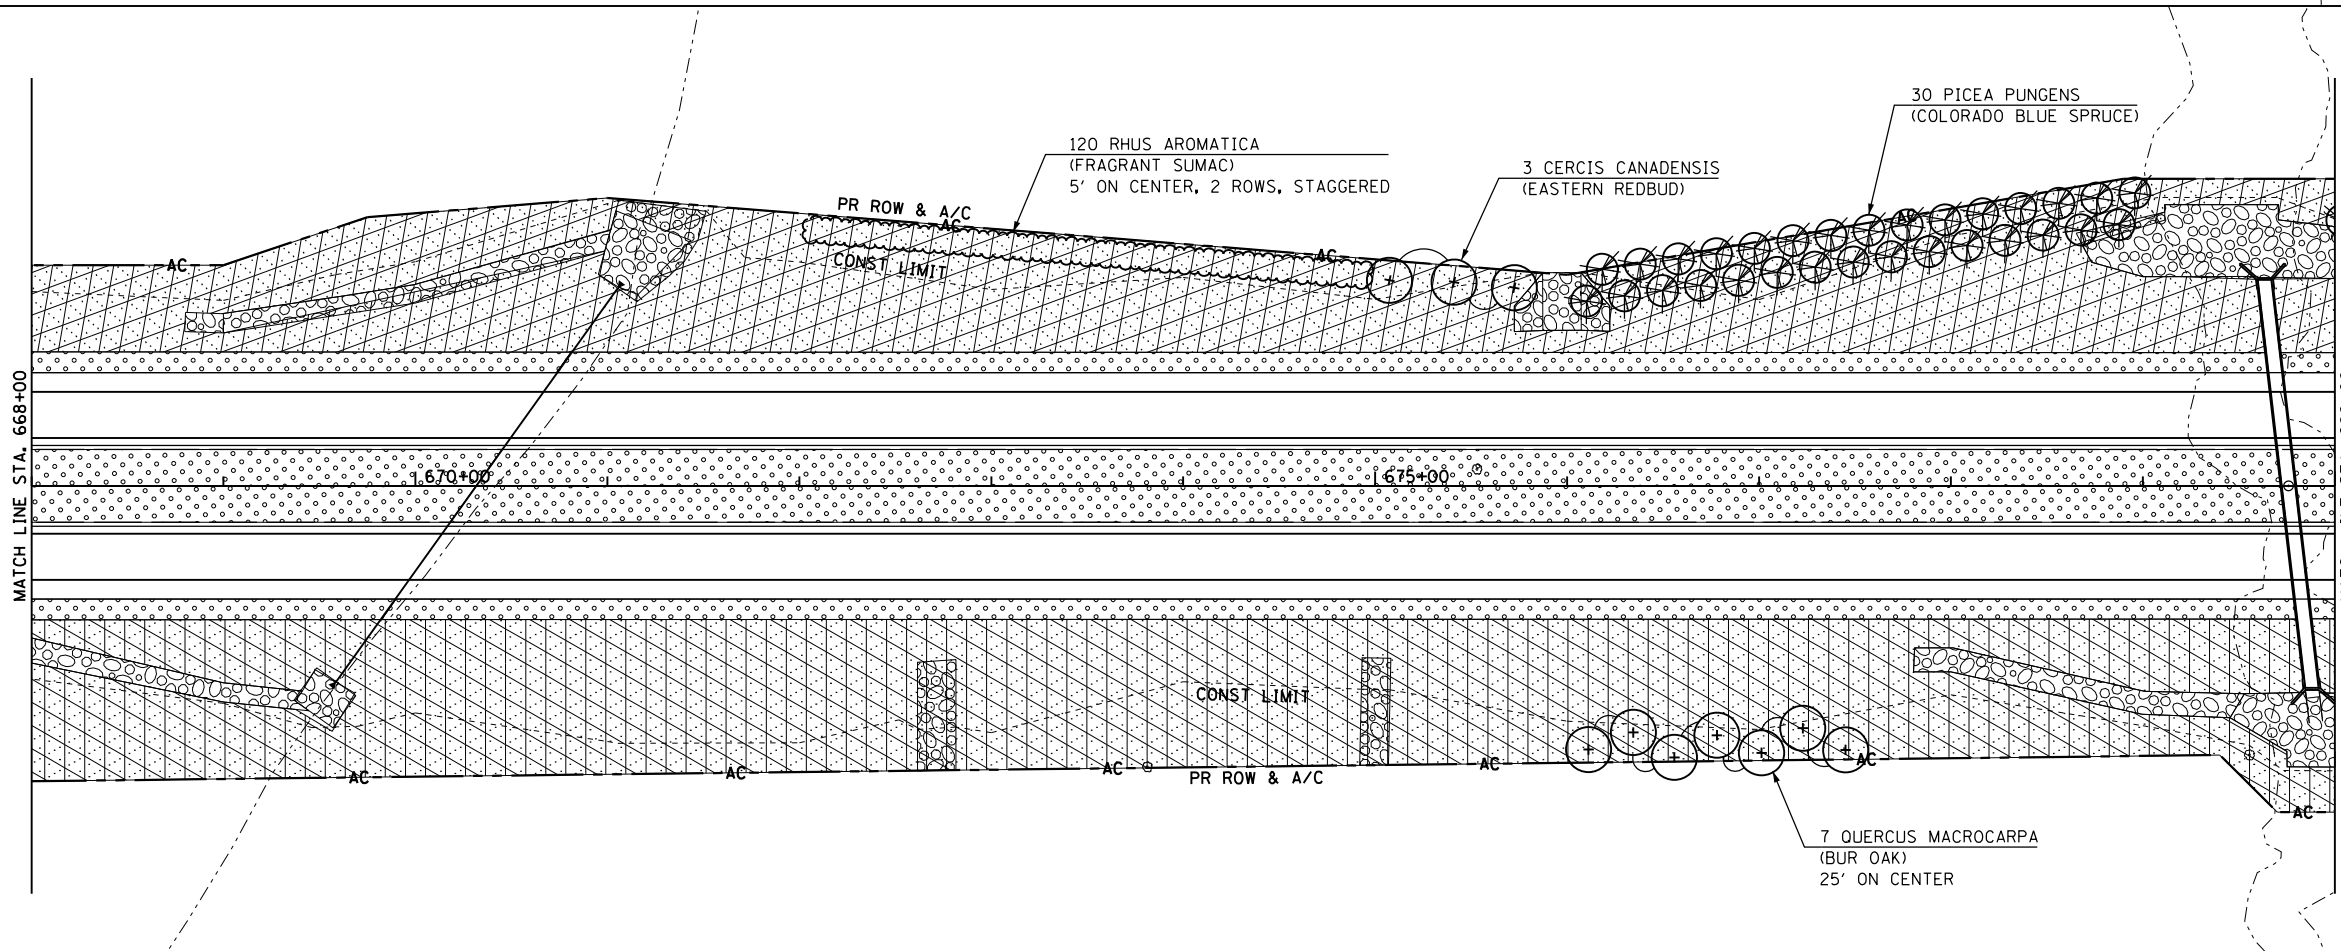 30 PICEA PUNGENS
(COLORADO BLUE SPRUCE)
120 RHUS AROMATICA
(FRAGRANT SUMAC)
5' ON CENTER, 2 ROWS, STAGGERED
3 CERCIS CANADENSIS
(EASTERN REDBUD)
PR ROW & A/C
AC
AC
AC
AC
CONST LIMIT
MATCH LINE STA. 668+00
670+00
675+00
CONST LIMIT
AC
AC
AC
PR ROW & A/C
AC
AC
AC
7 QUERCUS MACROCARPA
(BUR OAK)
25' ON CENTER